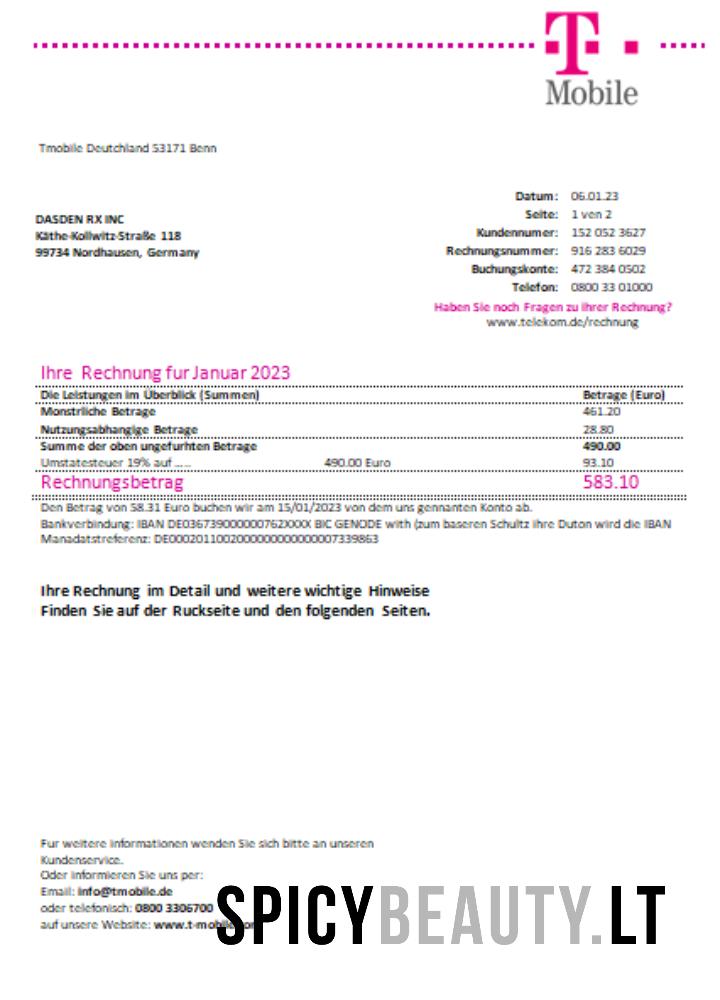 T
Mobile
Tmobile Deutchland 53171 Benn
Datum: 06.01.23
Seite: 1 ven 2
Kundennumer: 152 052 3627
Rechnungsnummer: 916 283 6029
Buchungskonte: 472 384 0502
Telefon: 0800 33 01000
Haben Sie noch Fragen zu ihrer Rechnung?
www.telekom.de/rechnung
DASDEN RX INC
Käthe-Kollwitz-Straße 118
99734 Nordhausen, Germany
Ihre Rechnung fur Januar 2023
Die Leistungen im Überblick (Summen) Betrage (Euro)
Monstrliche Betrage 461.20
Nutzungsabhangige Betrage 28.80
Summe der oben ungefurhten Betrage 490.00
Umstatesteuer 19% auf ..... 490.00 Euro 93.10
Rechnungsbetrag 583.10
Den Betrag von 58.31 Euro buchen wir am 15/01/2023 von dem uns gennanten Konto ab.
Bankverbindung: IBAN DE0367390000000762XXXX BIC GENODE with (zum baseren Schultz ihre Duton wird die IBAN
Manadatstreferenz:
Ihre Rechnung im Detail und weitere wichtige Hinweise
Finden Sie auf der Ruckseite und den folgenden Seiten.
Fur weitere informationen wenden Sie sich bitte an unseren
Kundenservice.
Oder informieren Sie uns per:
Email: info@tmobile.de
oder telefonisch: 0800 3306700
auf unsere Website:
SPICYBEAUTY.LT